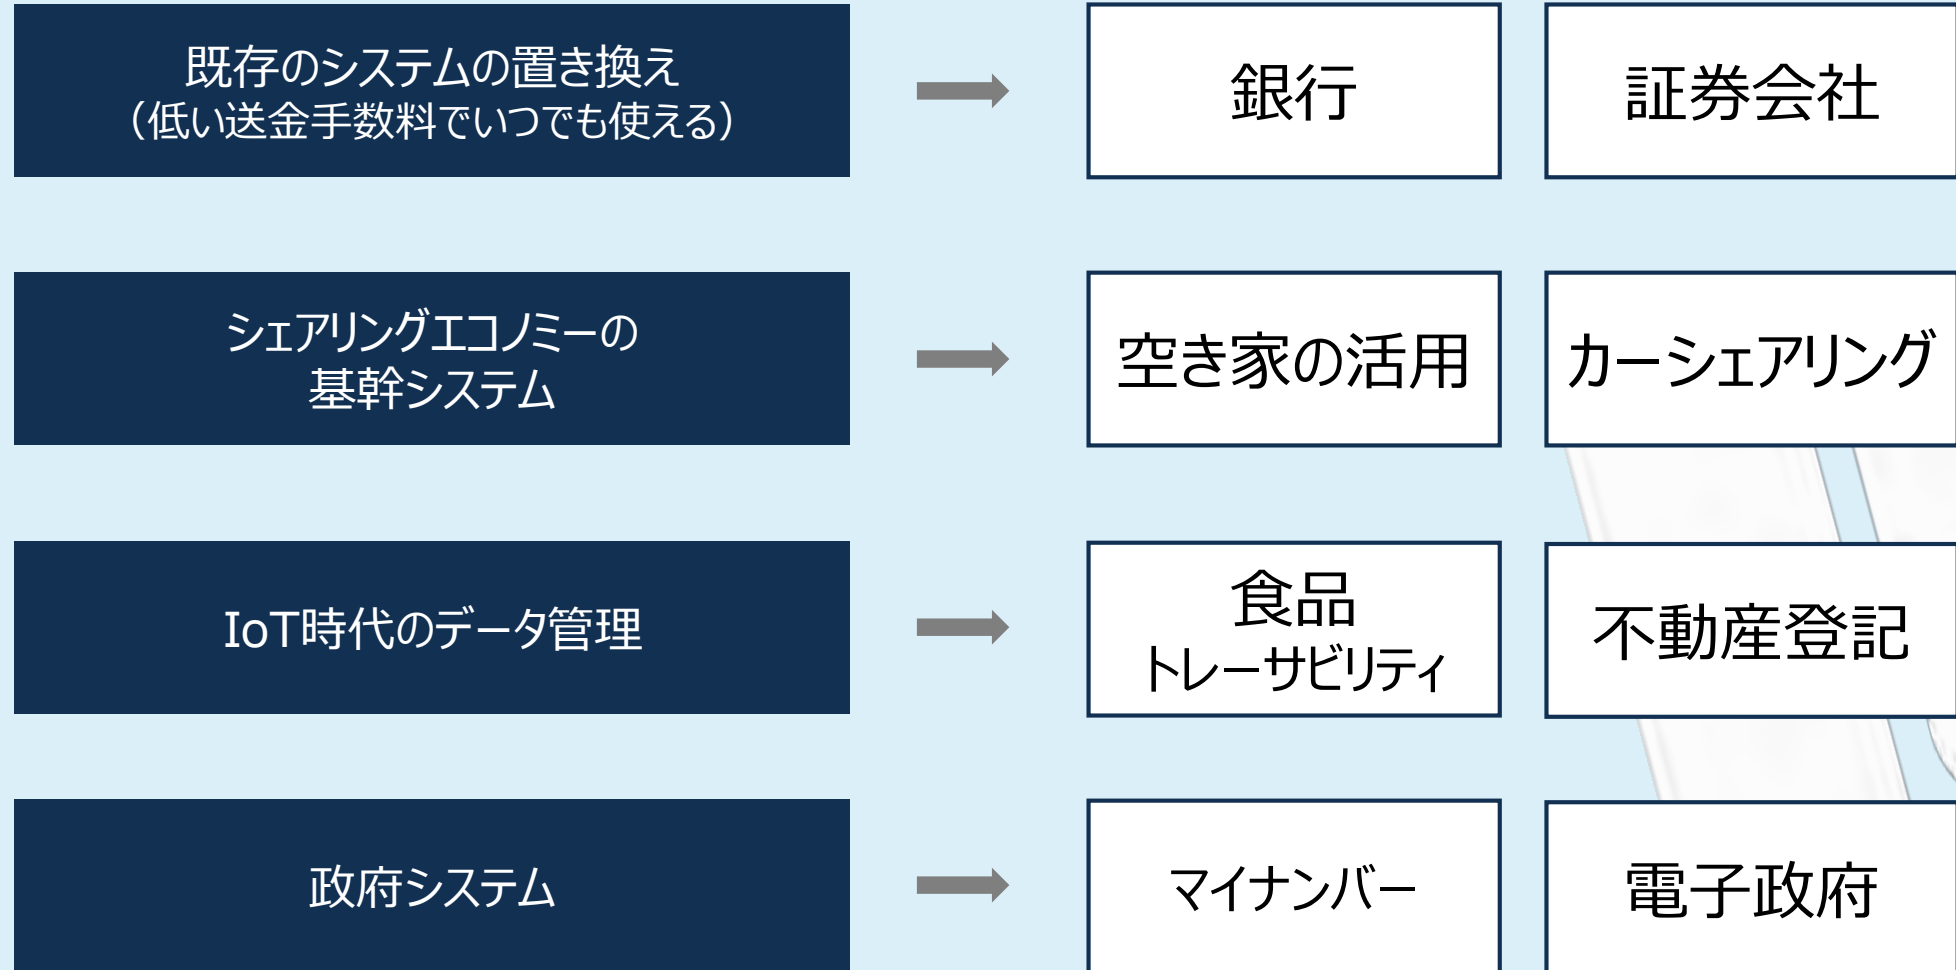 既存のシステムの置き換え
（低い送金手数料でいつでも使える）
銀行
証券会社
シェアリングエコノミーの
基幹システム
空き家の活用
カーシェアリング
IoT時代のデータ管理
食品
トレーサビリティ
不動産登記
政府システム
マイナンバー
電子政府